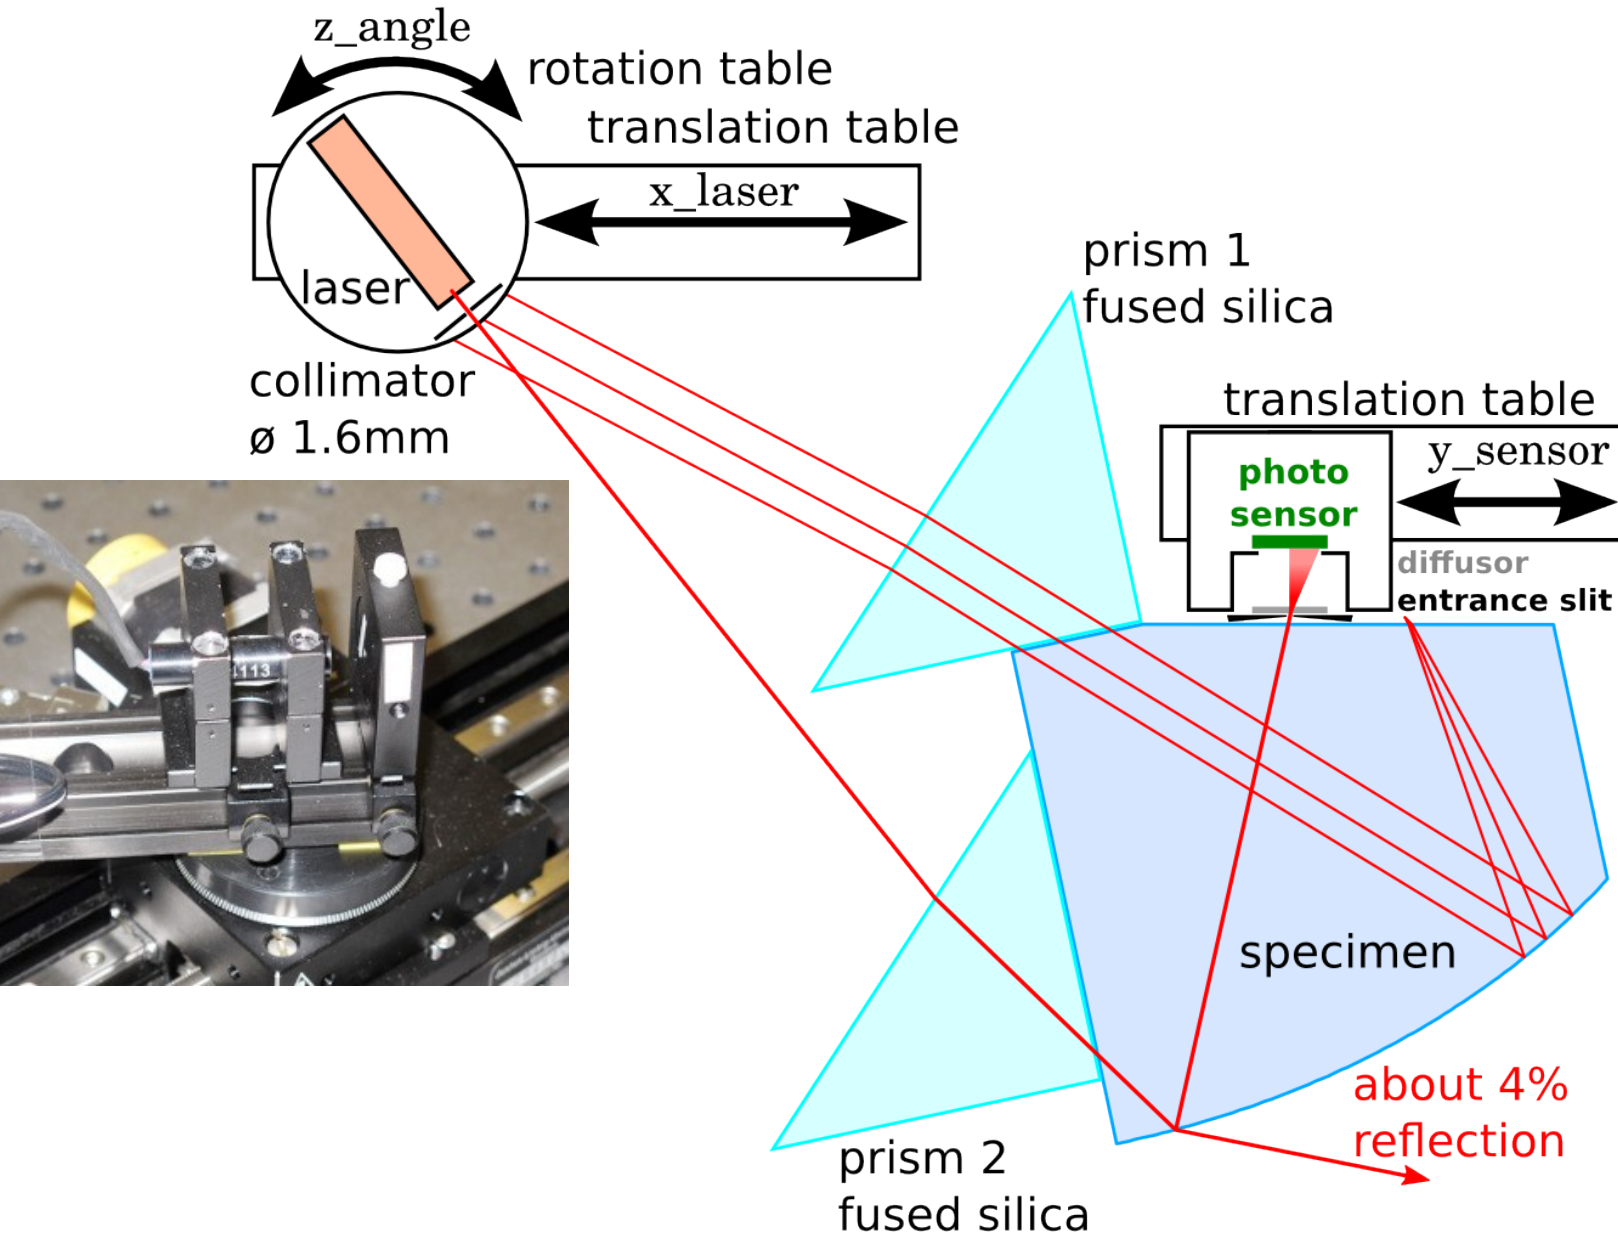 z_angle
rotation table
translation table
x_laser
laser
collimator
ø 1.6mm
prism 1
fused silica
translation table
y_sensor
photo
sensor
diffusor
entrance slit
specimen
about 4%
reflection
prism 2
fused silica
113